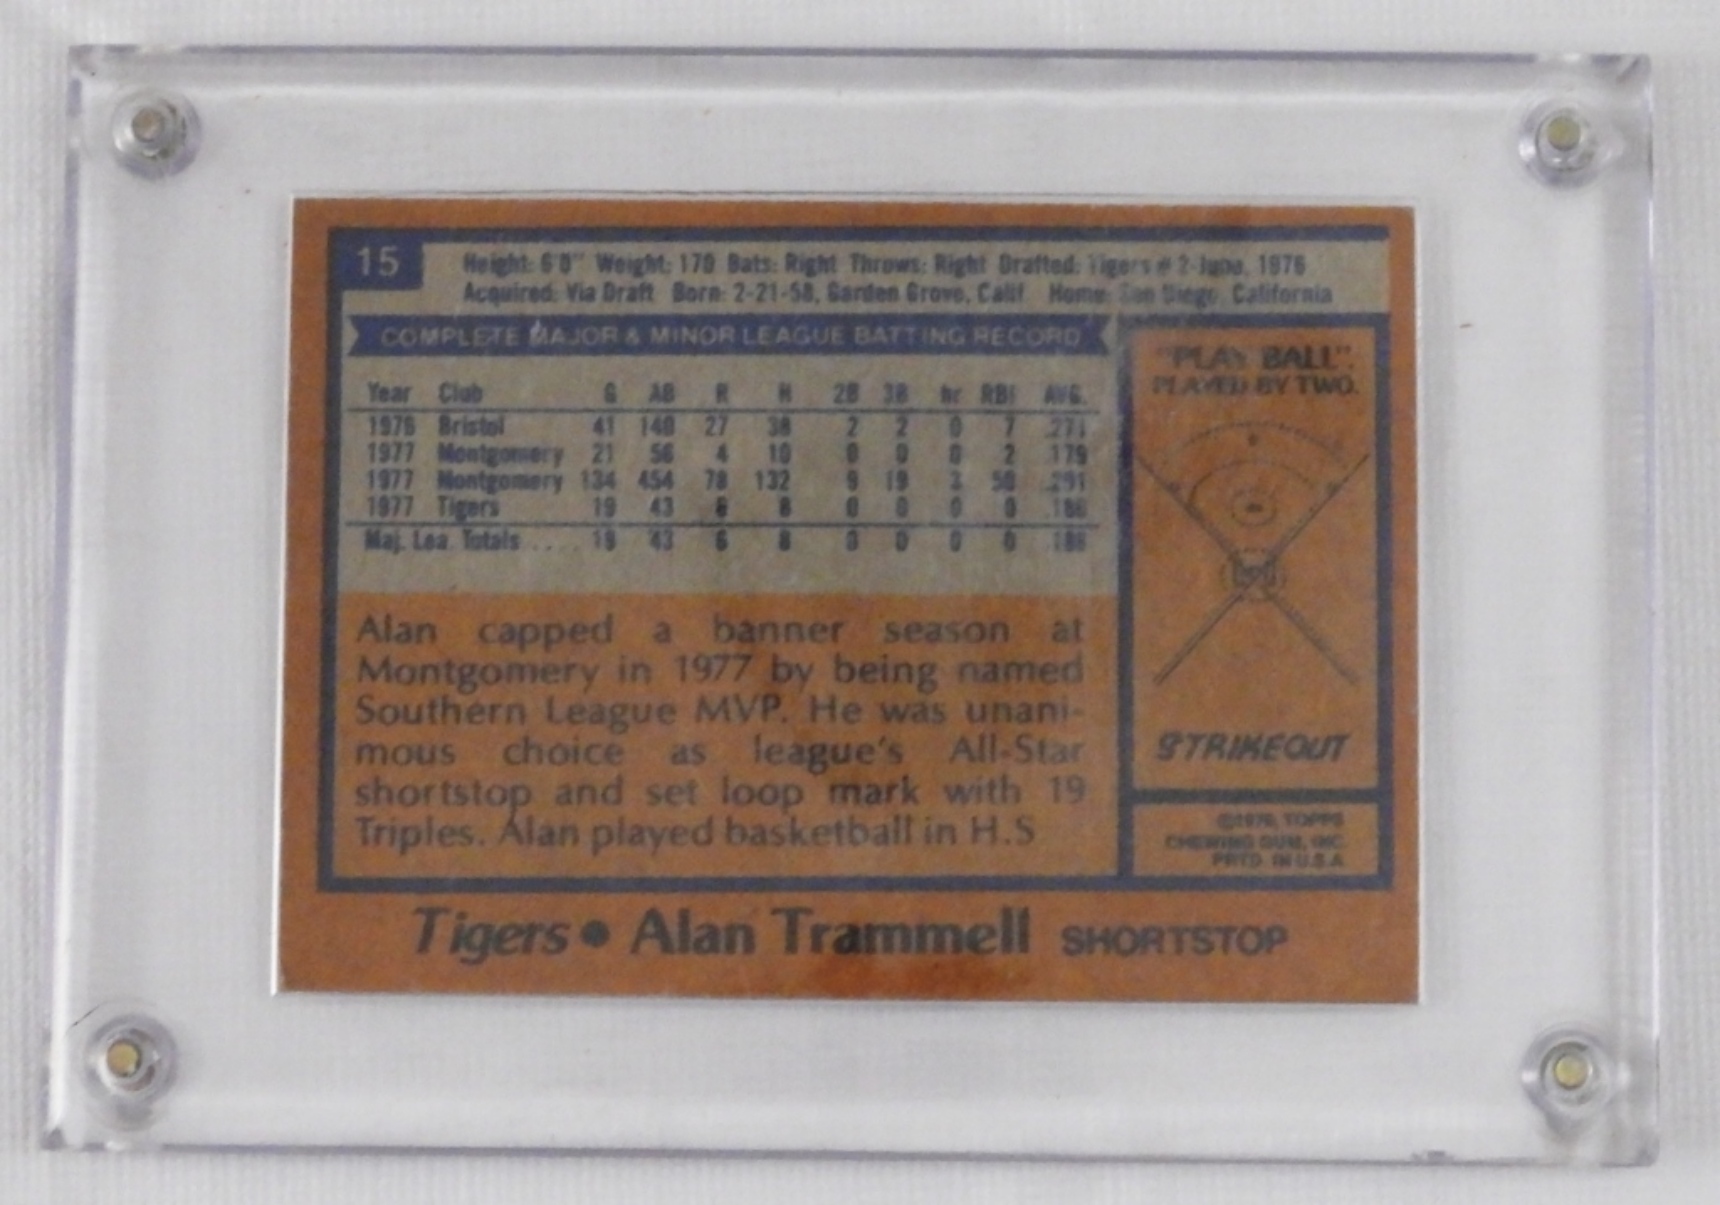 15
Height: 6'0" Weight: 170 Bats: Right Throws: Right Drafted: Tigers #2-June, 1976
Acquired: Via Draft Born: 2-21-58, Garden Grove, Calif. Home: San Diego, California
COMPLETE MAJOR & MINOR LEAGUE BATTING RECORD
Year Club G AB R H 2B 3B hr RBI AVG.
1976 Bristol 41 140 27 38 2 2 0 7 .271
1977 Montgomery 21 56 4 10 0 0 0 2 .179
1977 Montgomery 134 454 78 132 9 19 3 50 .291
1977 Tigers 19 43 6 8 0 0 0 0 .186
Maj. Lea. Totals..... 19 43 6 8 0 0 0 0 .186
Alan capped a banner season at
Montgomery in 1977 by being named
Southern League MVP. He was unani-
mous choice as league's All-Star
shortstop and set loop mark with 19
Triples. Alan played basketball in H.S
"PLAY BALL".
PLAYED BY TWO.
STRIKEOUT
TOPPS
CHEWING GUM, INC.
PRTD. IN U.S.A.
Tigers • Alan Trammell SHORTSTOP